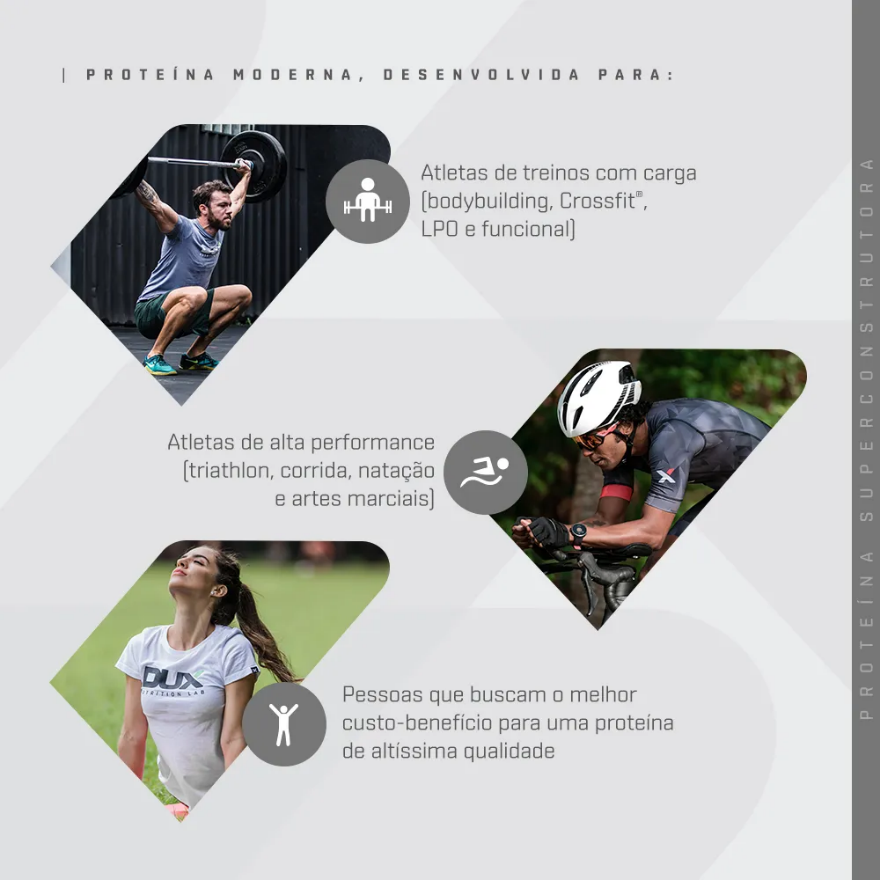 | PROTEÍNA MODERNA, DESENVOLVIDA PARA:
Atletas de treinos com carga
(bodybuilding, Crossfit®,
LPO e funcional)
Atletas de alta performance
(triathlon, corrida, natação
e artes marciais)
DUX
NUTRITION LAB
Pessoas que buscam o melhor
custo-benefício para uma proteína
de altíssima qualidade
PROTEÍNA SUPERCONSTRUTORA